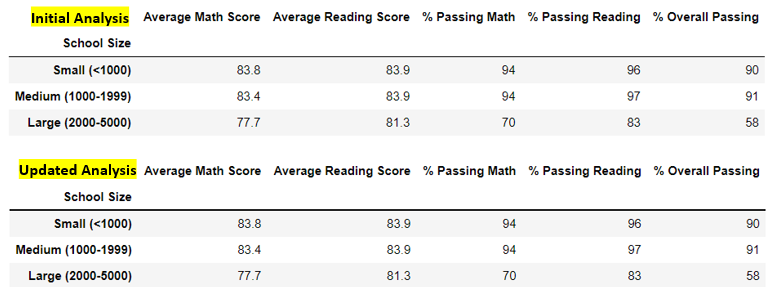 Initial Analysis Average Math Score Average Reading Score % Passing Math % Passing Reading % Overall Passing
School Size
Small (<1000) 83.8 83.9 94 96 90
Medium (1000-1999) 83.4 83.9 94 97 91
Large (2000-5000) 77.7 81.3 70 83 58
Updated Analysis Average Math Score Average Reading Score % Passing Math % Passing Reading % Overall Passing
School Size
Small (<1000) 83.8 83.9 94 96 90
Medium (1000-1999) 83.4 83.9 94 97 91
Large (2000-5000) 77.7 81.3 70 83 58